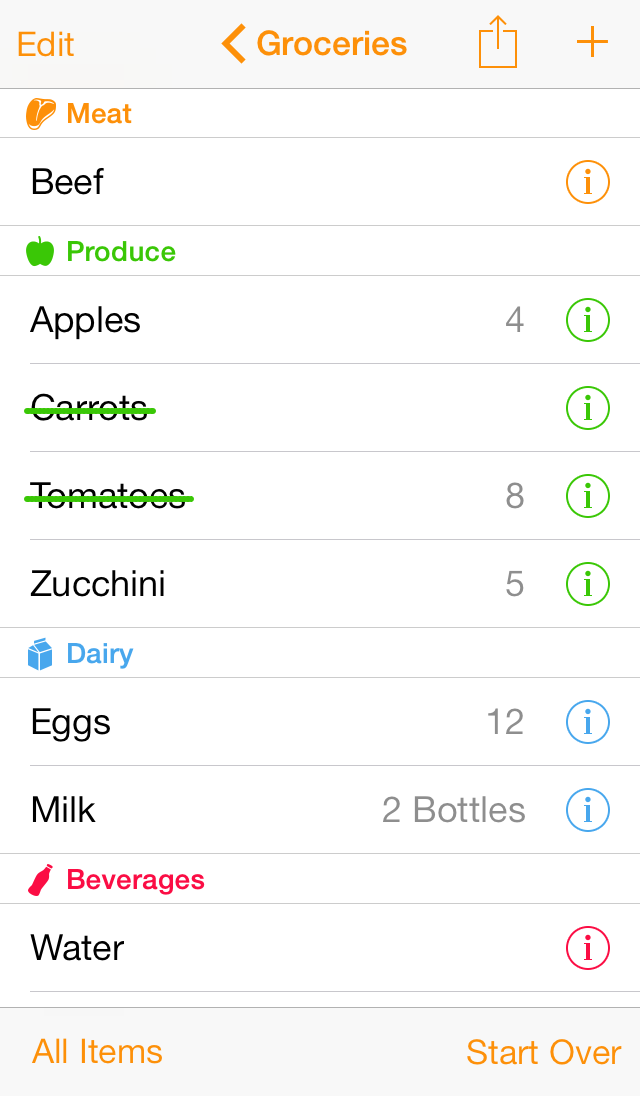 Edit Groceries
Meat
Beef
Produce
Apples 4
Carrots
Tomatoes 8
Zucchini 5
Dairy
Eggs 12
Milk 2 Bottles
Beverages
Water
All Items Start Over